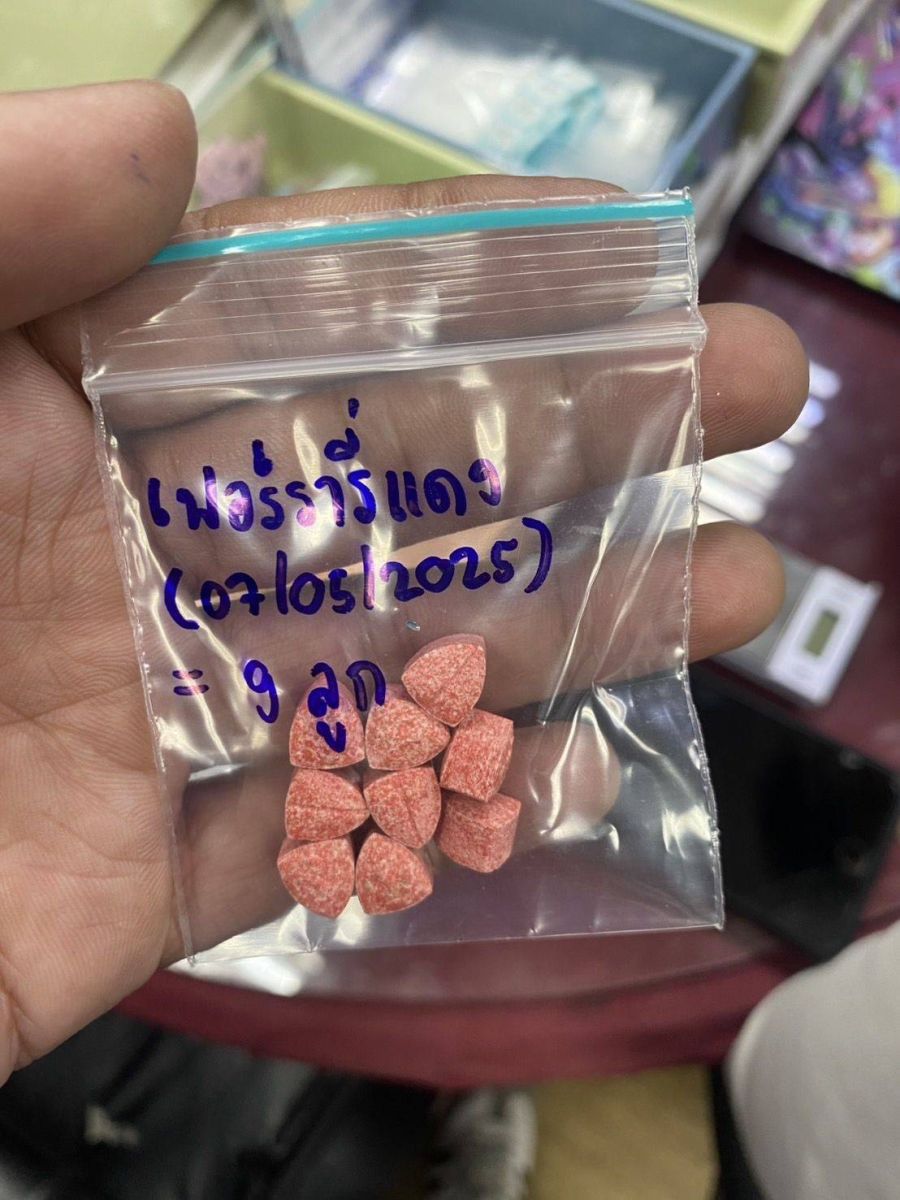 เฟอร์รารี่แดง
(07/05/2025)
= 9 ลูก